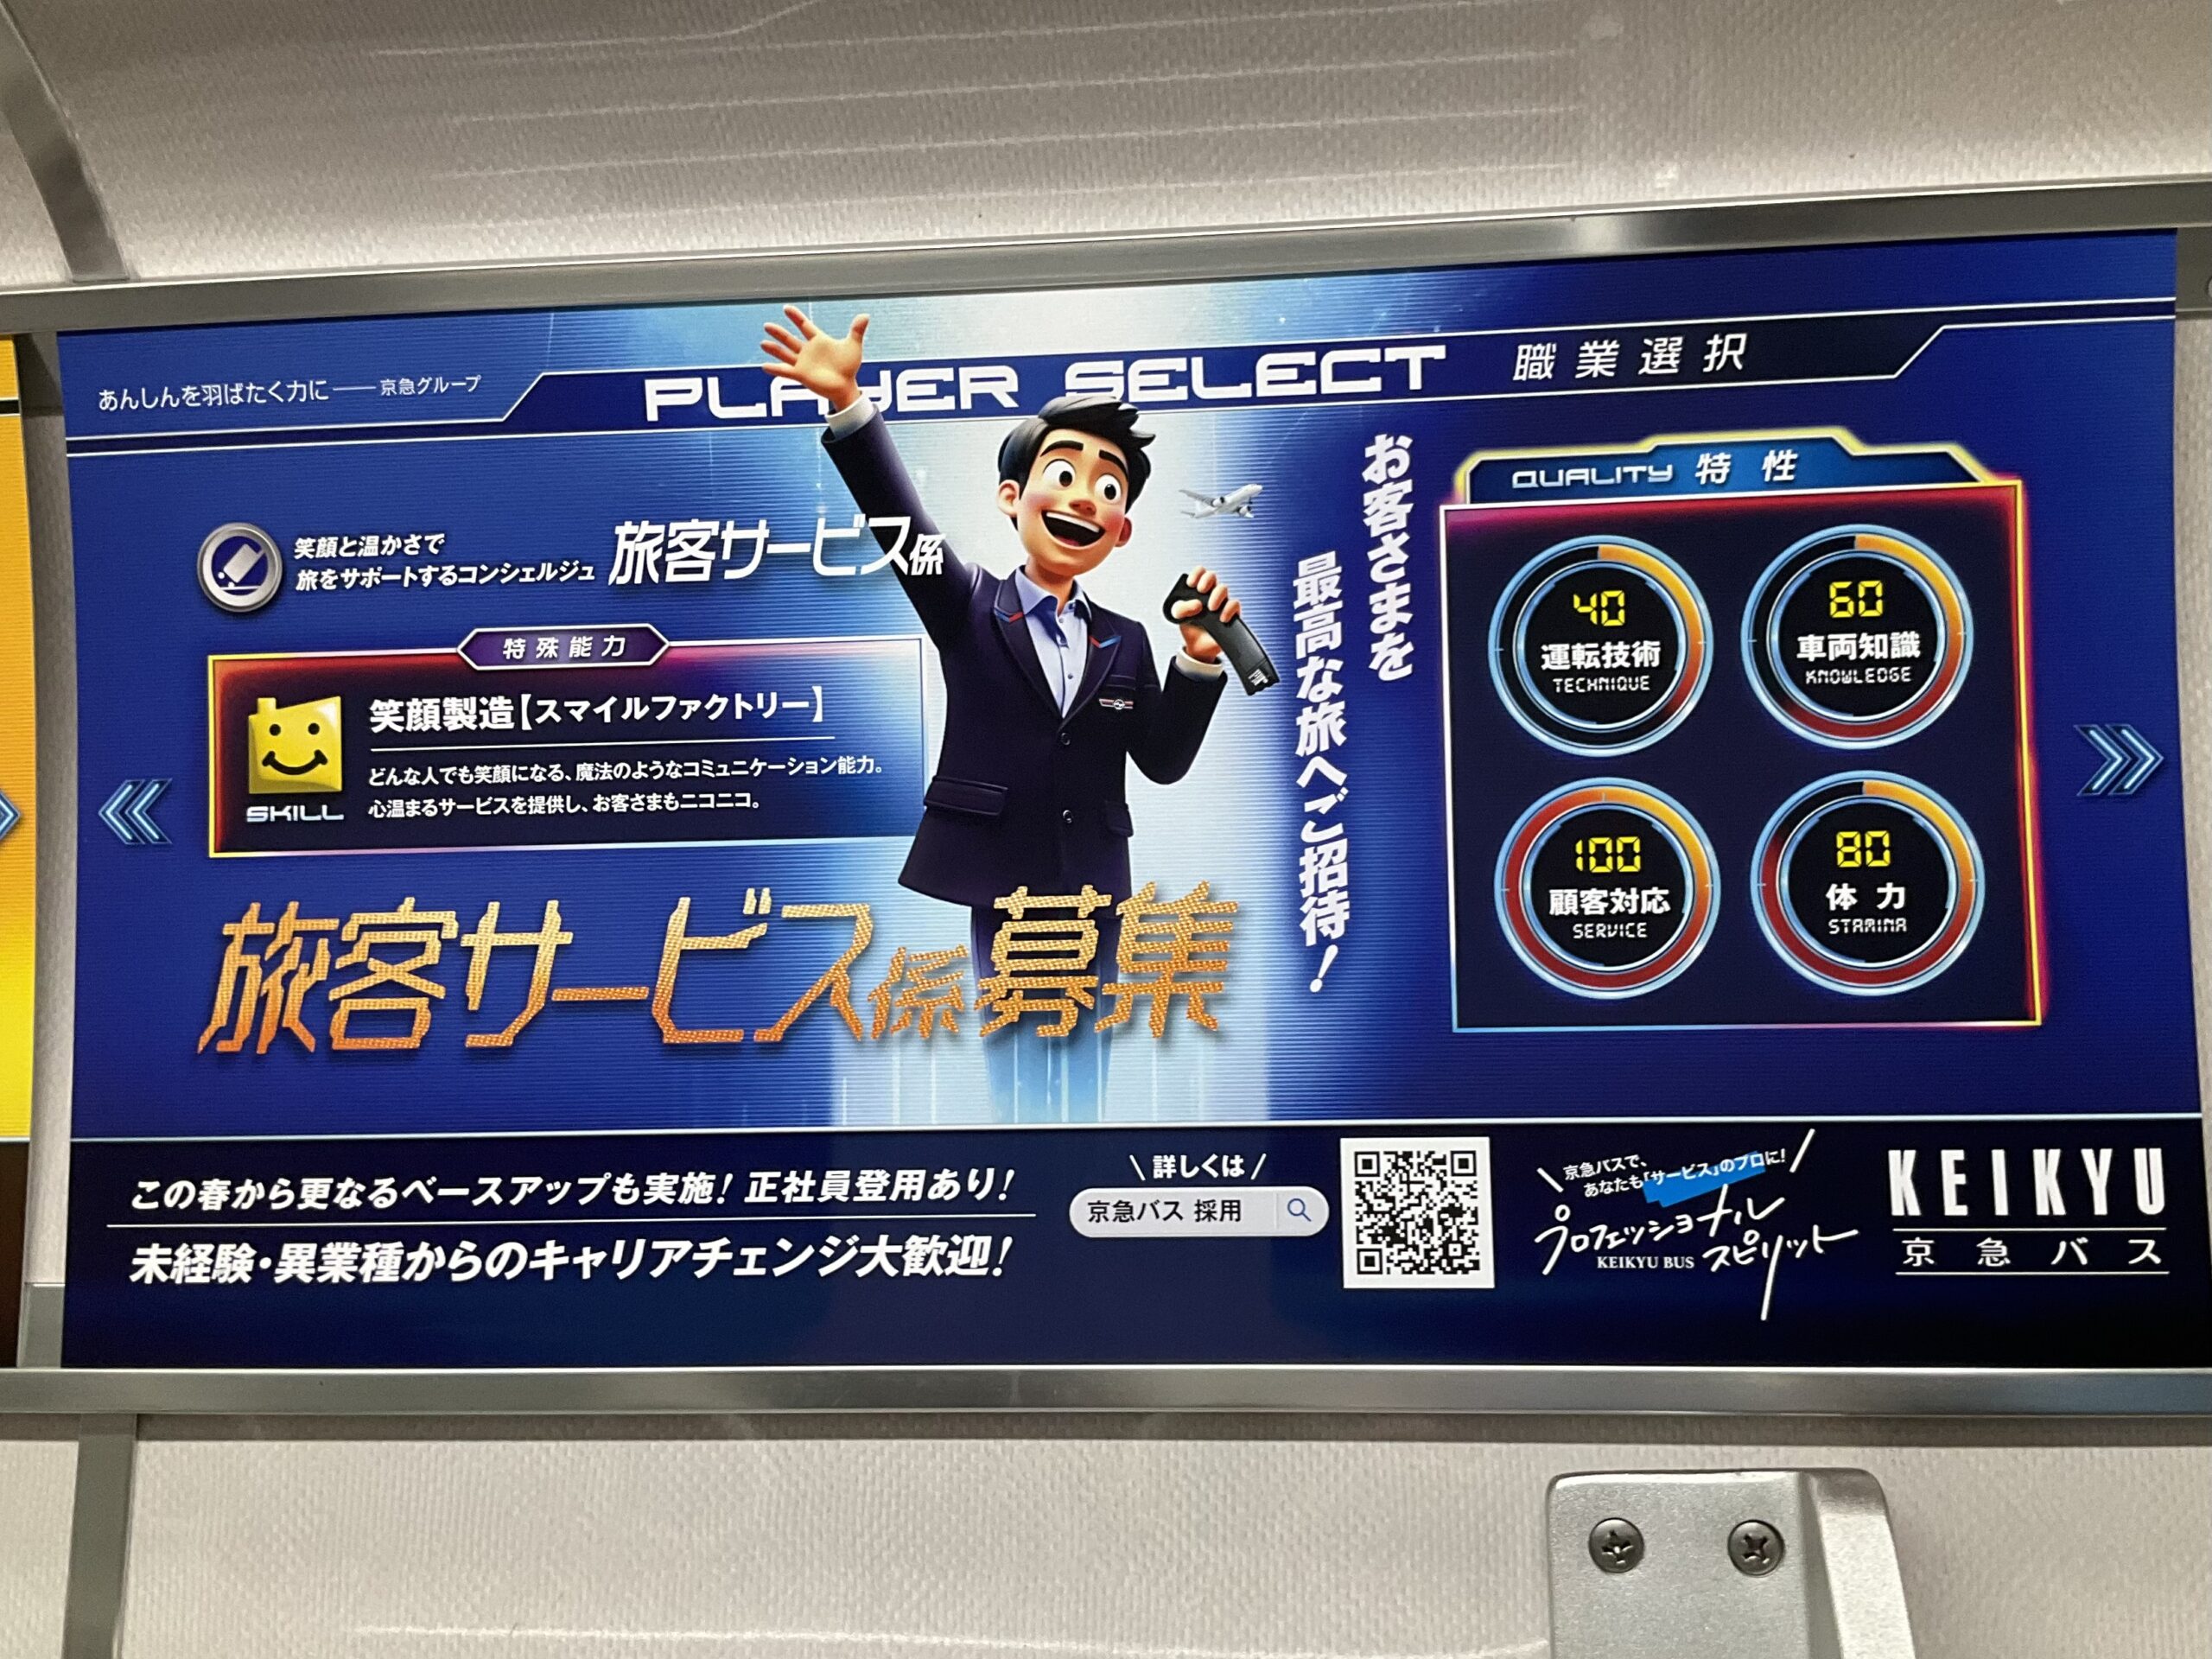 あんしんを羽ばたく力に――京急グループ
PLAYER SELECT 職業選択
笑顔と温かさで
旅をサポートするコンシェルジュ 旅客サービス係
特殊能力
SKILL
笑顔製造【スマイルファクトリー】
どんな人でも笑顔になる、魔法のようなコミュニケーション能力。
心温まるサービスを提供し、お客さまもニコニコ。
旅客サービス係募集
お客さまを
最高な旅へご招待!
QUALITY 特性
40
運転技術
TECHNIQUE
60
車両知識
KNOWLEDGE
100
顧客対応
SERVICE
80
体力
STAMINA
この春から更なるベースアップも実施!正社員登用あり!
未経験・異業種からのキャリアチェンジ大歓迎!
\ 詳しくは /
京急バス 採用
京急バスで、
あなたも「サービス」のプロに!
プロフェッショナル
KEIKYU BUS スピリット
KEIKYU
京急バス